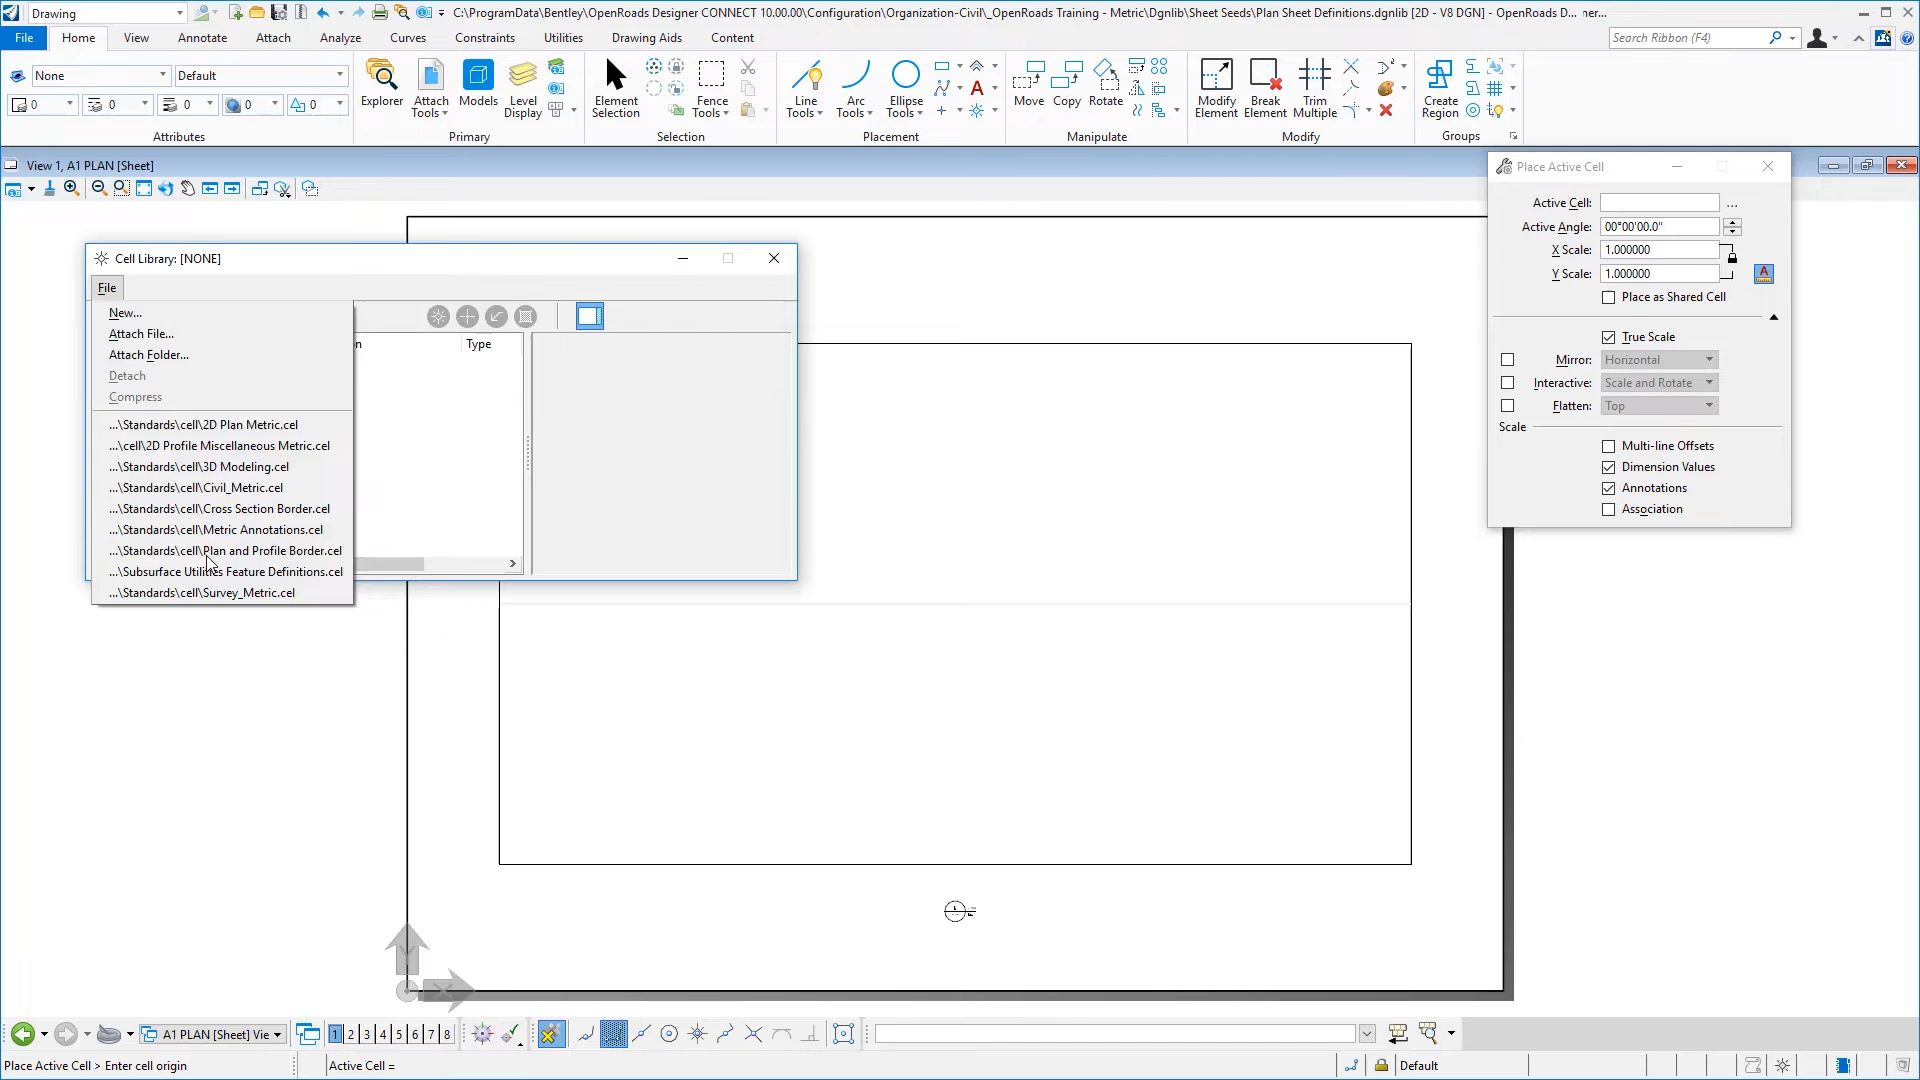 Drawing
C:\ProgramData\Bentley\OpenRoads Designer CONNECT 10.00.00\Configuration\Organization-Civil\_OpenRoads Training - Metric\Dgnlib\Sheet Seeds\Plan Sheet Definitions.dgnlib [2D - V8 DGN] - OpenRoads D... ner...
File Home View Annotate Attach Analyze Curves Constraints Utilities Drawing Aids Content
Search Ribbon (F4)
None Default
0 0 0 0 0
Attributes
Explorer Attach Tools Models Level Display
Primary
Element Selection Fence Tools
Selection
Line Tools Arc Tools Ellipse Tools
Placement
Move Copy Rotate
Manipulate
Modify Element Break Element Trim Multiple
Modify
Create Region
Groups
View 1, A1 PLAN [Sheet]
Cell Library: [NONE]
File
New...
Attach File...
Attach Folder...
Detach
Compress
...\Standards\cell\2D Plan Metric.cel
...\cell\2D Profile Miscellaneous Metric.cel
...\Standards\cell\3D Modeling.cel
...\Standards\cell\Civil_Metric.cel
...\Standards\cell\Cross Section Border.cel
...\Standards\cell\Metric Annotations.cel
...\Standards\cell\Plan and Profile Border.cel
...\Subsurface Utilities Feature Definitions.cel
...\Standards\cell\Survey_Metric.cel
Type
Place Active Cell
Active Cell:
...
Active Angle: 00°00'00.0"
X Scale: 1.000000
Y Scale: 1.000000
Place as Shared Cell
True Scale
Mirror: Horizontal
Interactive: Scale and Rotate
Flatten: Top
Scale
Multi-line Offsets
Dimension Values
Annotations
Association
Y
X
A1 PLAN [Sheet] Vie
1 2 3 4 5 6 7 8
Place Active Cell > Enter cell origin
Active Cell =
Default